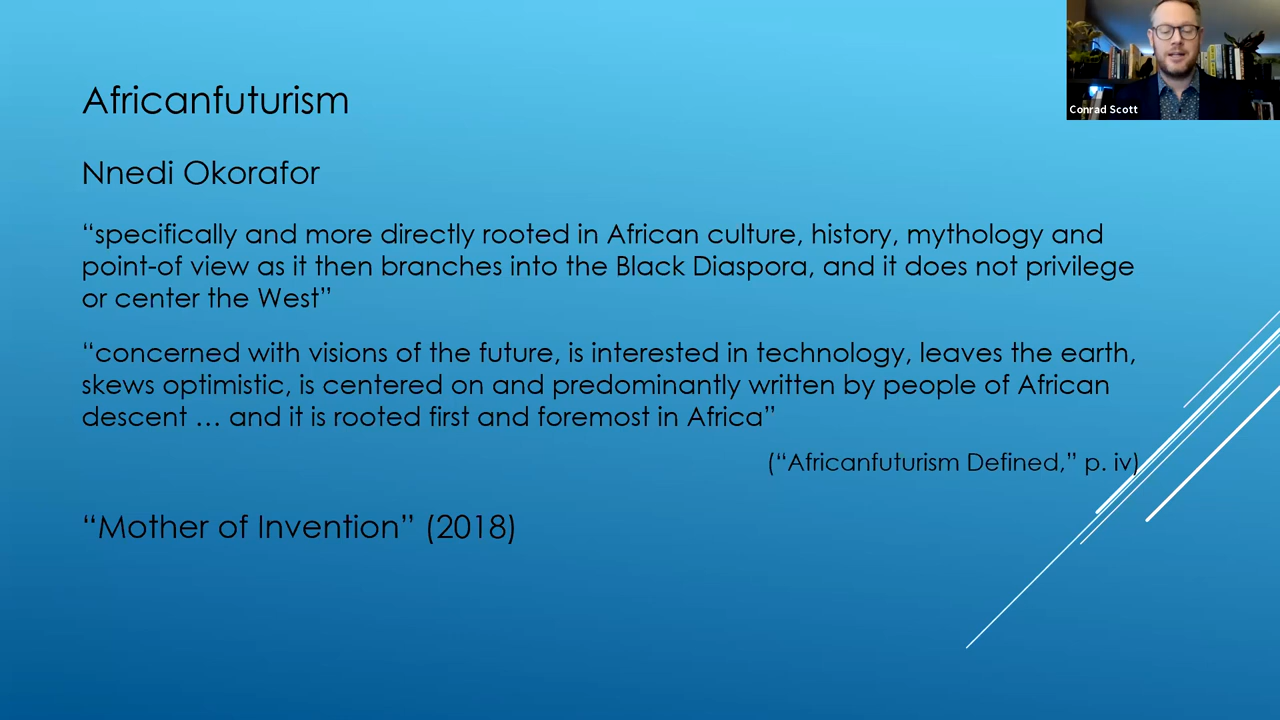 Africanfuturism
Nnedi Okorafor
“specifically and more directly rooted in African culture, history, mythology and
point-of view as it then branches into the Black Diaspora, and it does not privilege
or center the West”
“concerned with visions of the future, is interested in technology, leaves the earth,
skews optimistic, is centered on and predominantly written by people of African
descent … and it is rooted first and foremost in Africa”
(“Africanfuturism Defined,” p. iv)
“Mother of Invention” (2018)
Conrad Scott